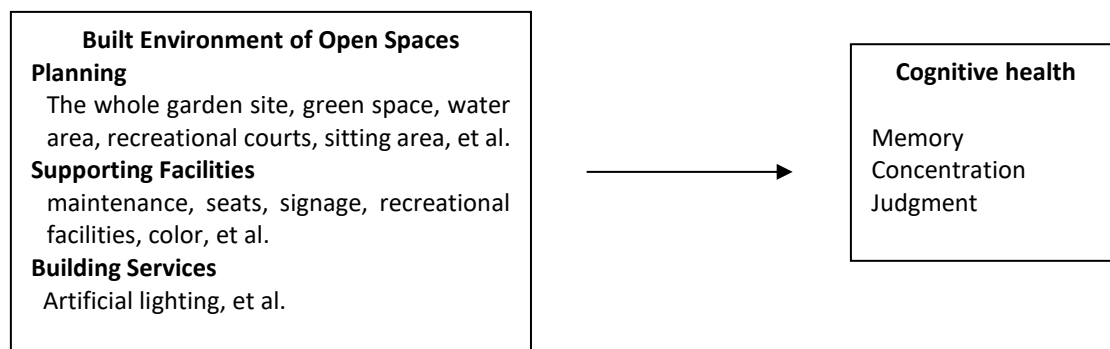 Built Environment of Open Spaces
Planning
The whole garden site, green space, water
area, recreational courts, sitting area, et al.
Supporting Facilities
maintenance, seats, signage, recreational
facilities, color, et al.
Building Services
Artificial lighting, et al.
Cognitive health
Memory
Concentration
Judgment